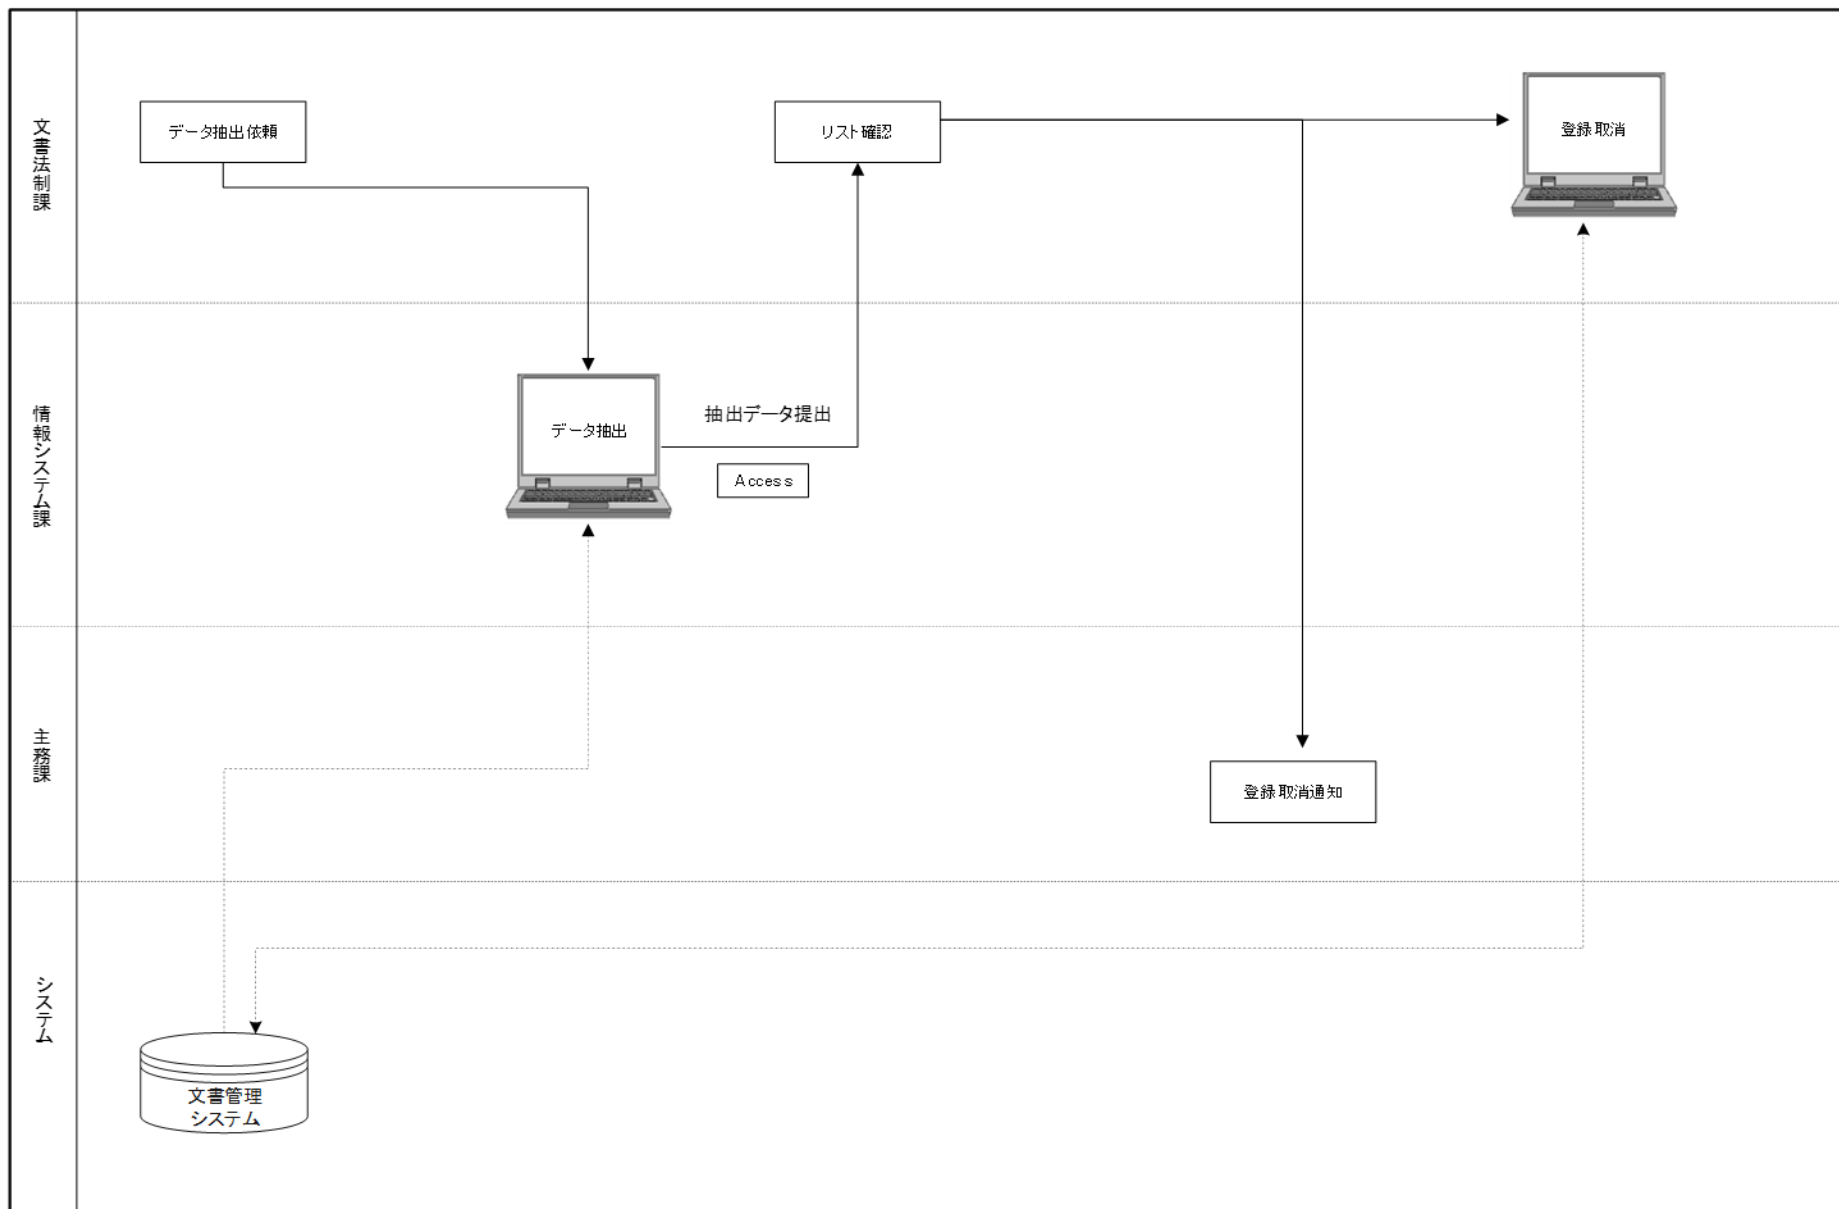 文書法制課
データ抽出依頼
リスト確認
登録取消
情報システム課
データ抽出
抽出データ提出
Access
主務課
登録取消通知
システム
文書管理
システム